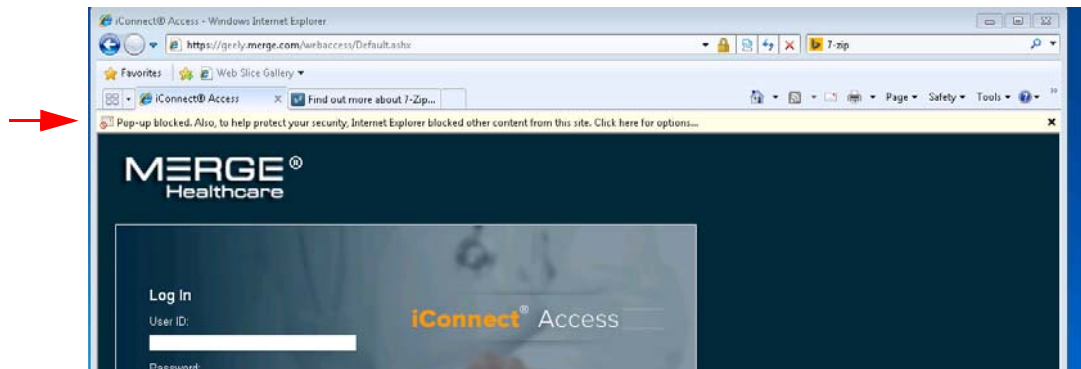 iConnect® Access - Windows Internet Explorer
https://geely.merge.com/webaccess/Default.ashx
7-zip
Favorites Web Slice Gallery
iConnect® Access x Find out more about 7-Zip...
Page Safety Tools
Pop-up blocked. Also, to help protect your security, Internet Explorer blocked other content from this site. Click here for options...
MERGE®
Healthcare
Log In
User ID:
iConnect® Access
Password: